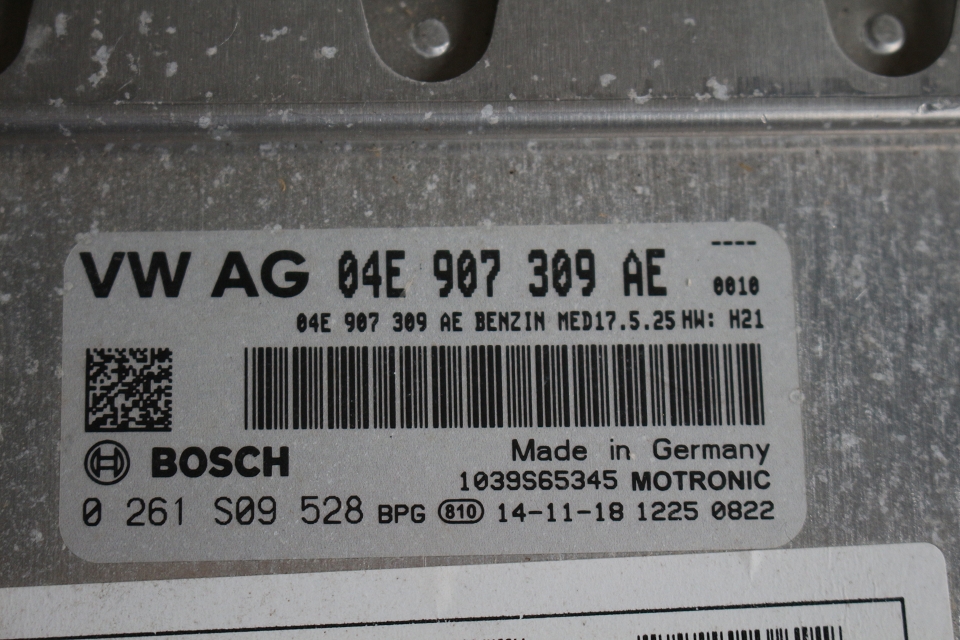 VW AG 04E 907 309 AE ---- 0010
04E 907 309 AE BENZIN MED17.5.25 HW: H21
BOSCH Made in Germany
1039S65345 MOTRONIC
0 261 S09 528 BPG 810 14-11-18 1225 0822